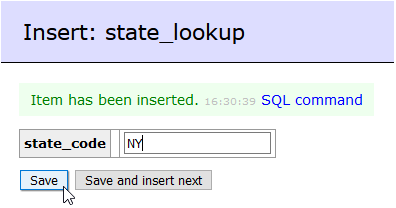 Insert: state_lookup
Item has been inserted. 16:30:39 SQL command
state_code NY
Save Save and insert next